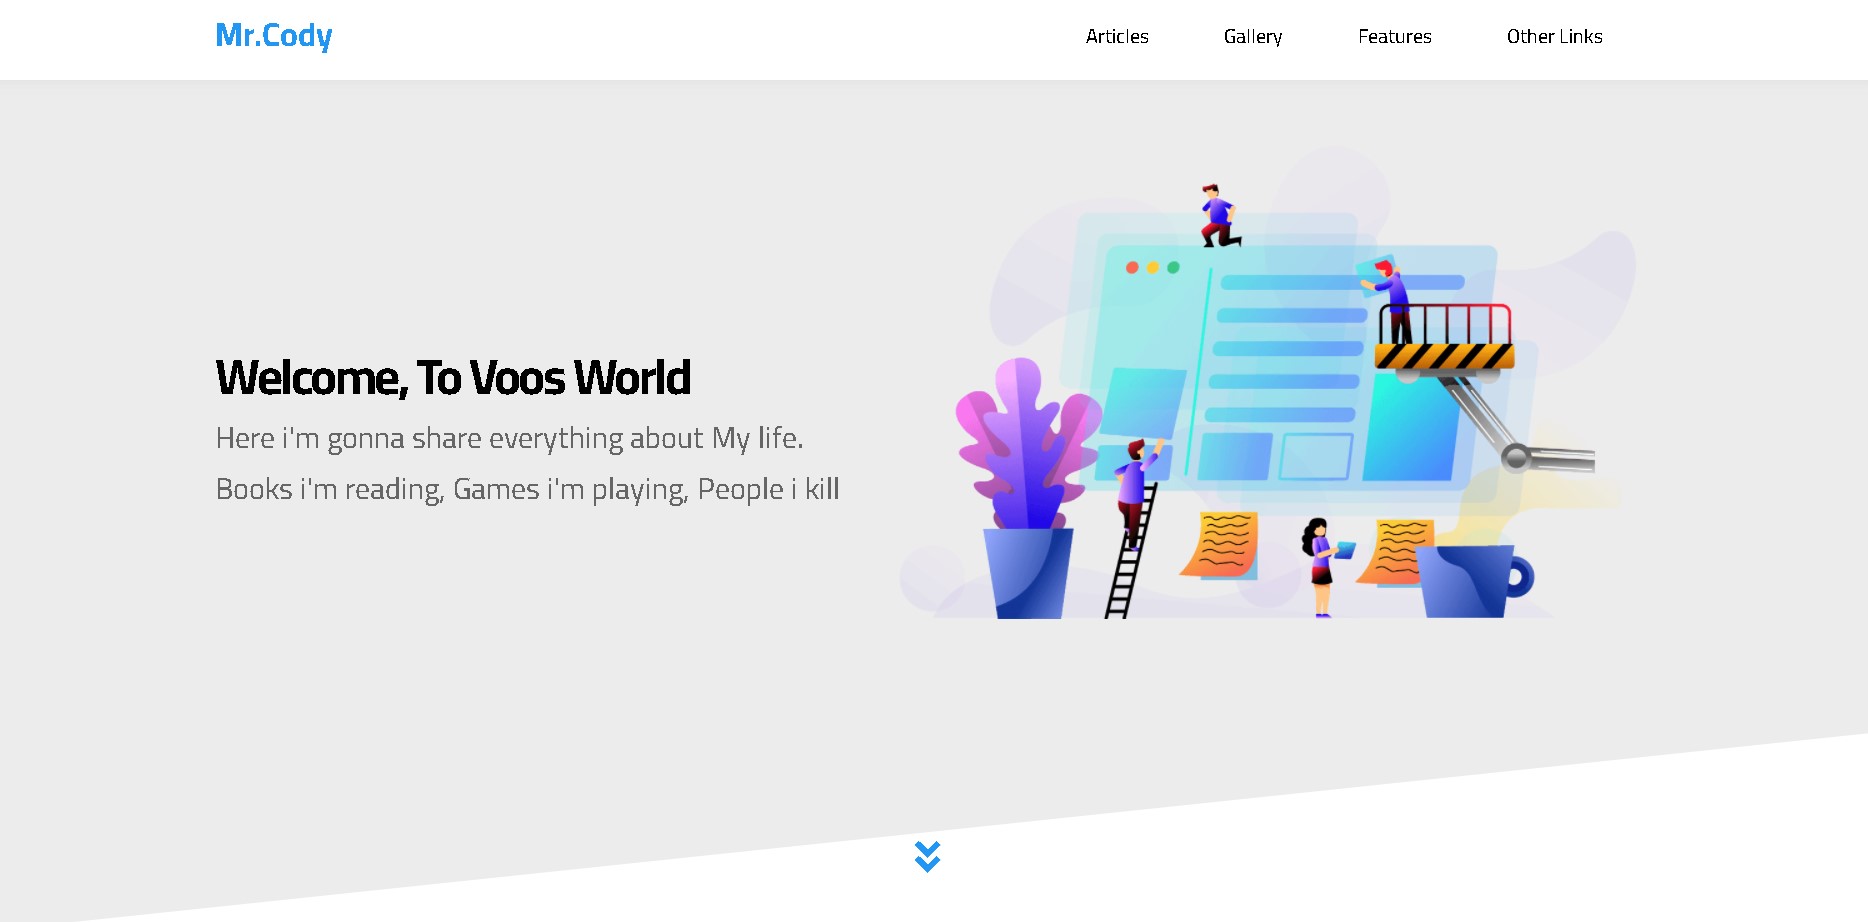 Mr.Cody
Articles
Gallery
Features
Other Links
Welcome, To Voos World
Here i'm gonna share everything about My life.
Books i'm reading, Games i'm playing, People i kill